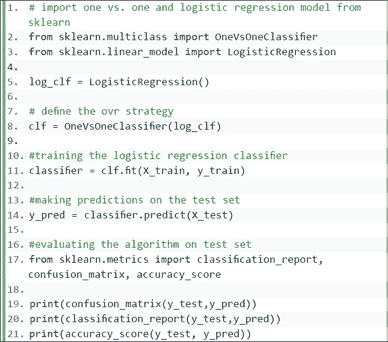 1. # import one vs. one and logistic regression model from
sklearn
2. from sklearn.multiclass import OneVsOneClassifier
3. from sklearn.linear_model import LogisticRegression
4.
5. log_clf = LogisticRegression()
6.
7. # define the ovr strategy
8. clf = OneVsOneClassifier(log_clf)
9.
10. #training the logistic regression classifier
11. classifier = clf.fit(X_train, y_train)
12.
13. #making predictions on the test set
14. y_pred = classifier.predict(X_test)
15.
16. #evaluating the algorithm on test set
17. from sklearn.metrics import classification_report,
confusion_matrix, accuracy_score
18.
19. print(confusion_matrix(y_test,y_pred))
20. print(classification_report(y_test,y_pred))
21. print(accuracy_score(y_test, y_pred))